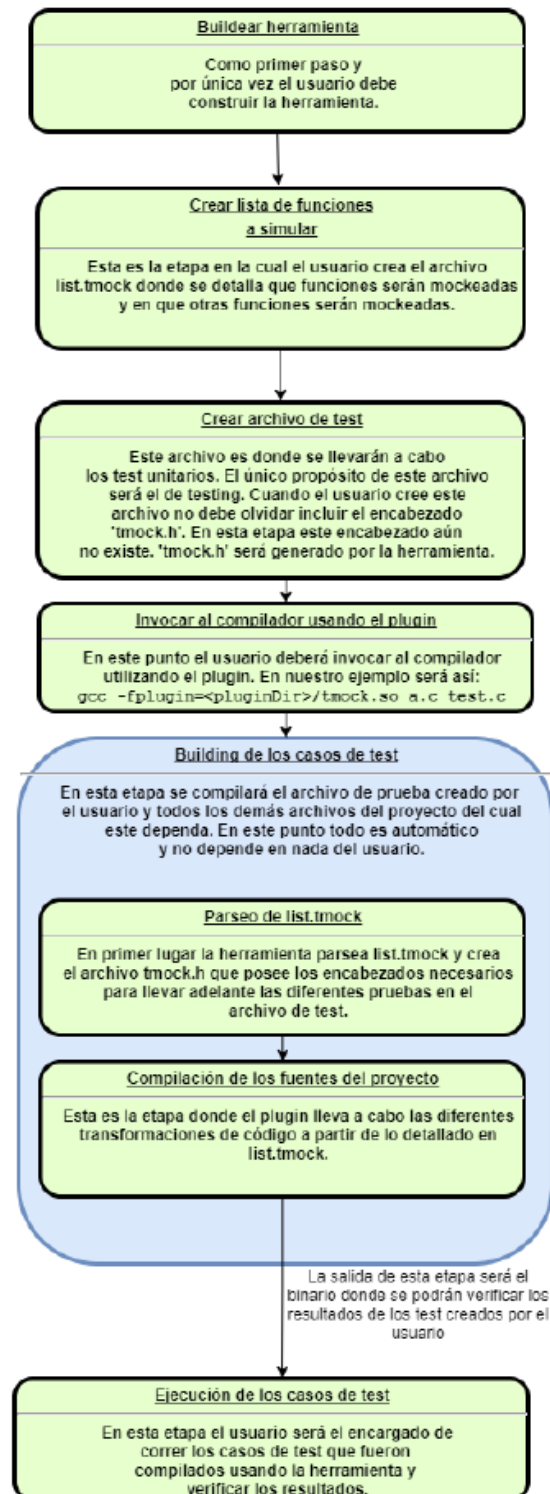 Buildear herramienta
Como primer paso y
por única vez el usuario debe
construir la herramienta.
Crear lista de funciones
a simular
Esta es la etapa en la cual el usuario crea el archivo
list.tmock donde se detalla que funciones serán mockeadas
y en que otras funciones serán mockeadas.
Crear archivo de test
Este archivo es donde se llevarán a cabo
los test unitarios. El único propósito de este archivo
será el de testing. Cuando el usuario cree este
archivo no debe olvidar incluir el encabezado
'tmock.h'. En esta etapa este encabezado aún
no existe. 'tmock.h' será generado por la herramienta.
Invocar al compilador usando el plugin
En este punto el usuario deberá invocar al compilador
utilizando el plugin. En nuestro ejemplo será así:
gcc -fplugin=<pluginDir>/tmock.so a.c test.c
Building de los casos de test
En esta etapa se compilará el archivo de prueba creado por
el usuario y todos los demás archivos del proyecto del cual
este dependa. En este punto todo es automático
y no depende en nada del usuario.
Parseo de list.tmock
En primer lugar la herramienta parsea list.tmock y crea
el archivo tmock.h que posee los encabezados necesarios
para llevar adelante las diferentes pruebas en el
archivo de test.
Compilación de los fuentes del proyecto
Esta es la etapa donde el plugin lleva a cabo las diferentes
transformaciones de código a partir de lo detallado en
list.tmock.
La salida de esta etapa será el
binario donde se podrán verificar los
resultados de los test creados por el
usuario
Ejecución de los casos de test
En esta etapa el usuario será el encargado de
correr los casos de test que fueron
compilados usando la herramienta y
verificar los resultados.